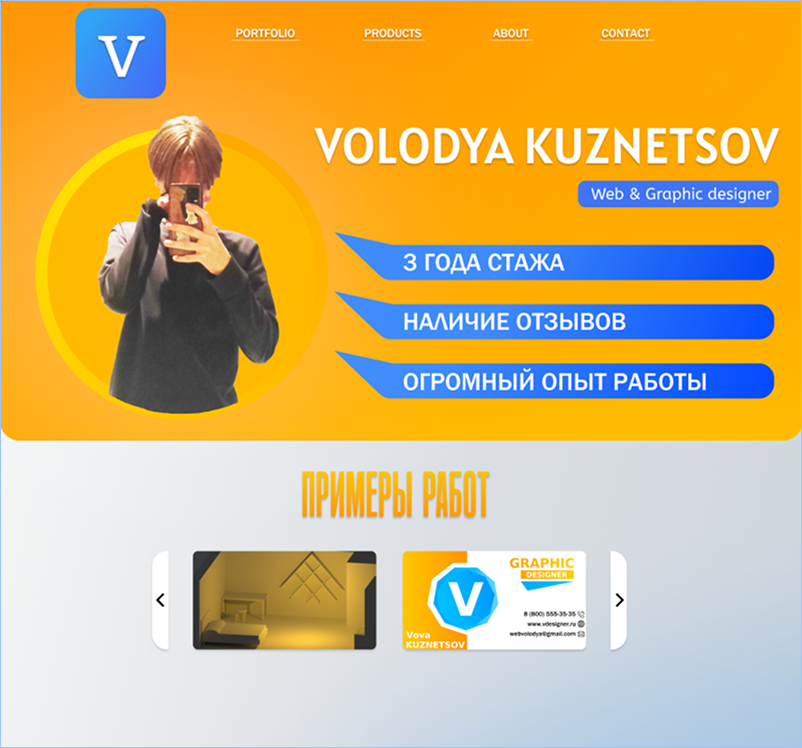 V
PORTFOLIO
PRODUCTS
ABOUT
CONTACT
VOLODYA KUZNETSOV
Web & Graphic designer
3 ГОДА СТАЖА
НАЛИЧИЕ ОТЗЫВОВ
ОГРОМНЫЙ ОПЫТ РАБОТЫ
ПРИМЕРЫ РАБОТ
GRAPHIC
DESIGNER
V
8 (800) 555-35-35
www.vdesigner.ru
webvolodya@gmail.com
Vova
KUZNETSOV